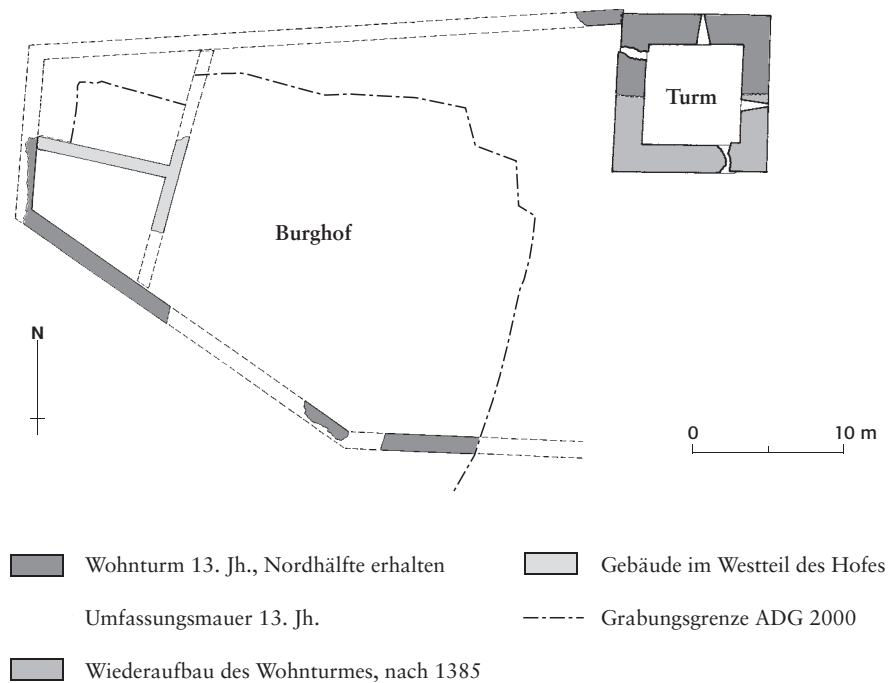 Turm
Burghof
N
0 10 m
Wohnturm 13. Jh., Nordhälfte erhalten
Umfassungsmauer 13. Jh.
Wiederaufbau des Wohnturmes, nach 1385
Gebäude im Westteil des Hofes
Grabungsgrenze ADG 2000